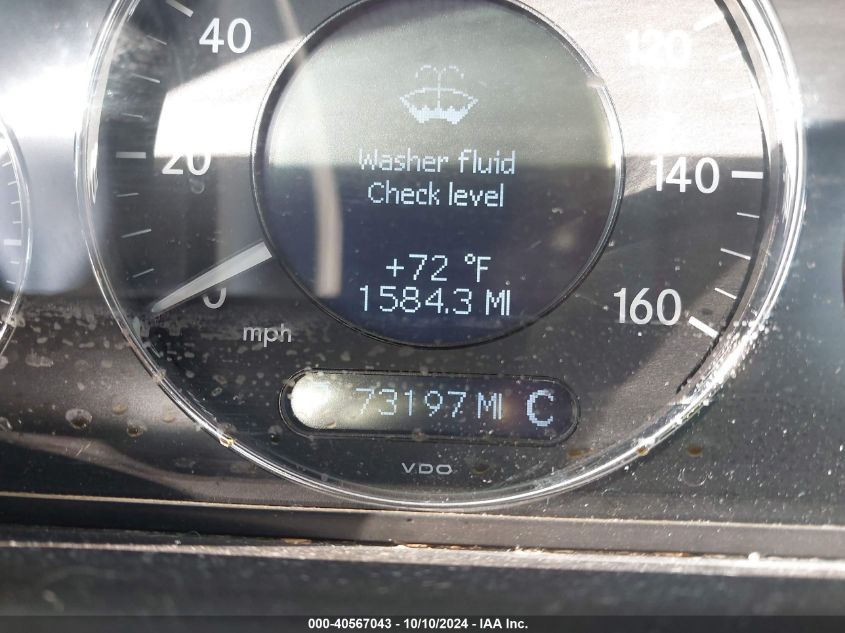 40
120
20
140
Washer fluid
Check level
+72 °F
1584.3 MI
0
160
mph
73197 MI C
VDO
000-40567043 - 10/10/2024 - IAA Inc.